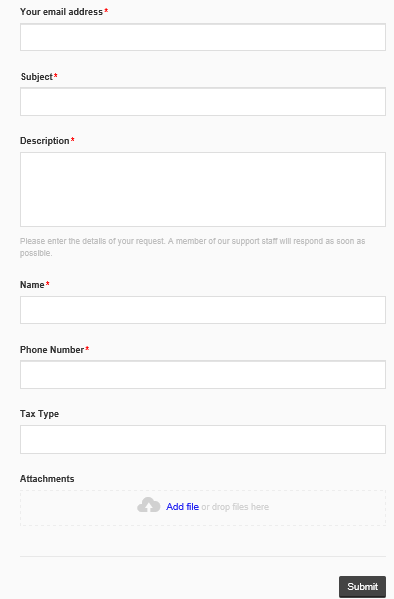 Your email address*
Subject*
Description*
Please enter the details of your request. A member of our support staff will respond as soon as
possible.
Name*
Phone Number*
Tax Type
Attachments
Add file or drop files here
Submit